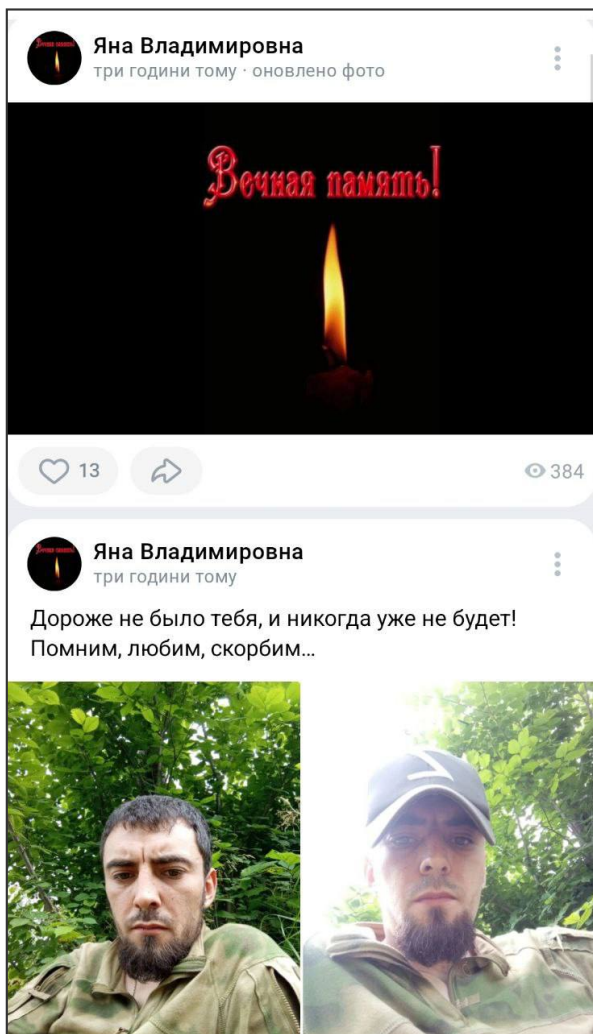 Яна Владимировна
три години тому · оновлено фото
Вечная память!
13
384
Яна Владимировна
три години тому
Дороже не было тебя, и никогда уже не будет!
Помним, любим, скорбим...